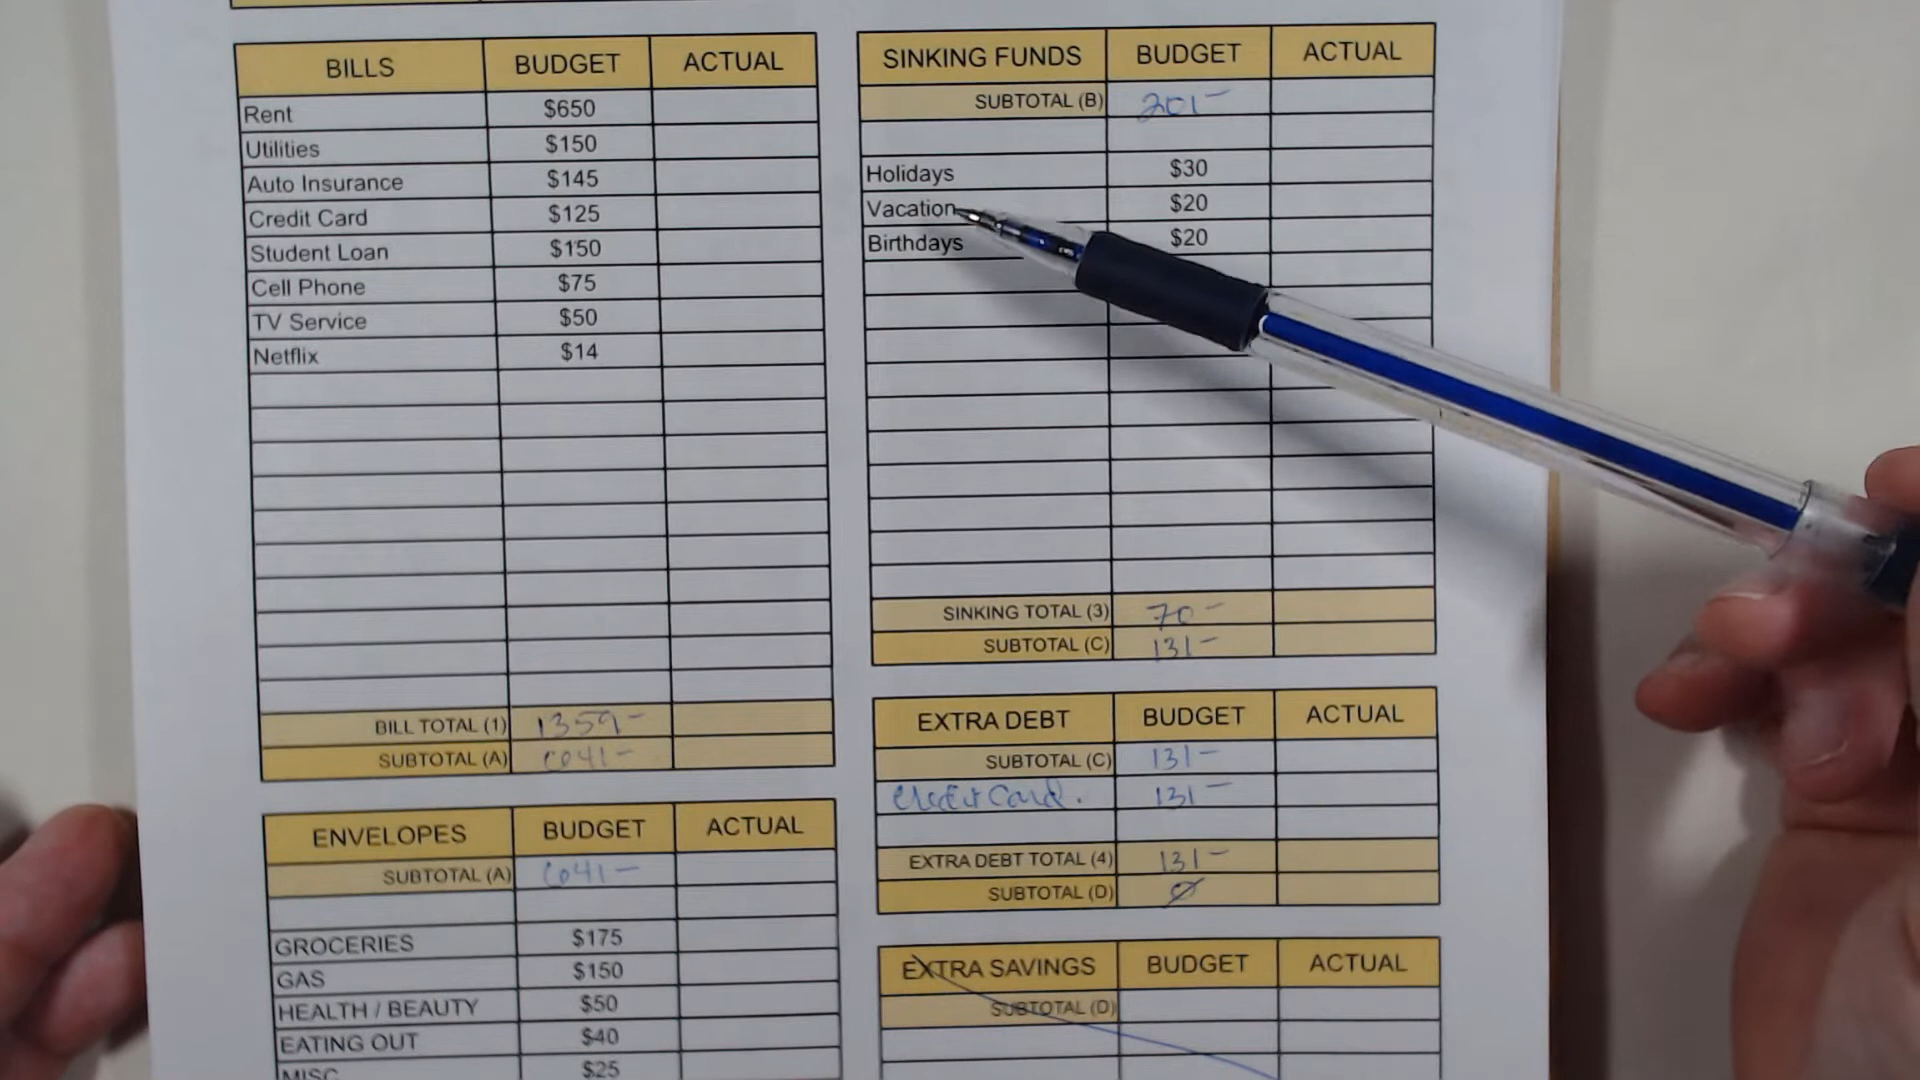 BILLS BUDGET ACTUAL
Rent $650
Utilities $150
Auto Insurance $145
Credit Card $125
Student Loan $150
Cell Phone $75
TV Service $50
Netflix $14
BILL TOTAL (1) 1359-
SUBTOTAL (A) 641-
ENVELOPES BUDGET ACTUAL
SUBTOTAL (A) 641-
GROCERIES $175
GAS $150
HEALTH / BEAUTY $50
EATING OUT $40
MISC $25
SINKING FUNDS BUDGET ACTUAL
SUBTOTAL (B) 201-
Holidays $30
Vacation $20
Birthdays $20
SINKING TOTAL (3) 70-
SUBTOTAL (C) 131-
EXTRA DEBT BUDGET ACTUAL
SUBTOTAL (C) 131-
Credit Card. 131-
EXTRA DEBT TOTAL (4) 131-
SUBTOTAL (D) Ø
EXTRA SAVINGS BUDGET ACTUAL
SUBTOTAL (D)